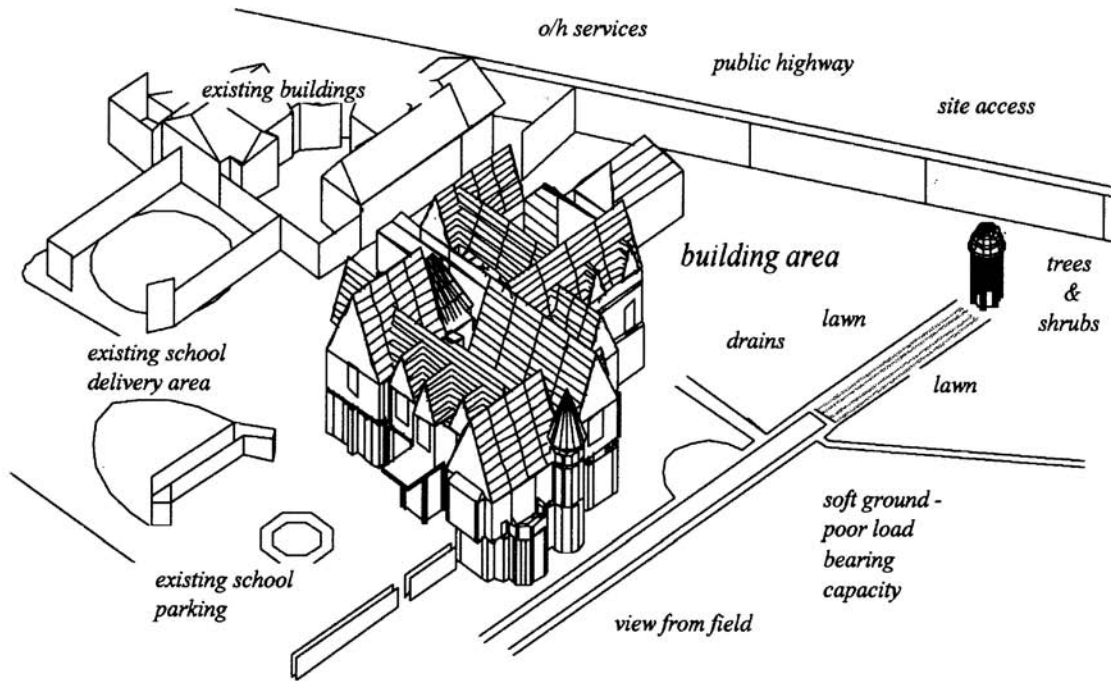 o/h services
public highway
existing buildings
site access
building area
trees
&
shrubs
lawn
drains
existing school
delivery area
lawn
soft ground -
poor load
bearing
capacity
existing school
parking
view from field